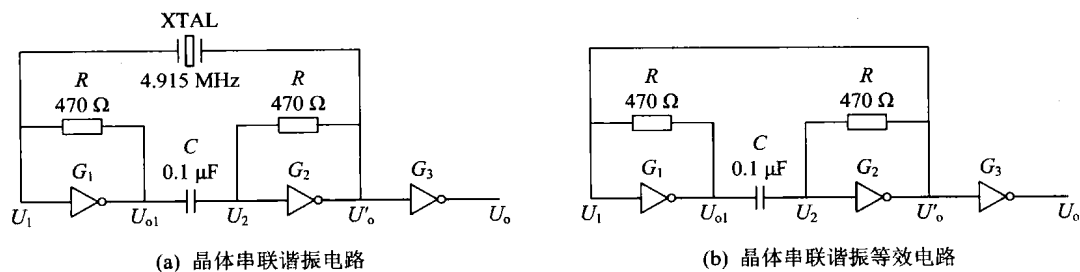 XTAL
4.915 MHz
R
470 Ω
R
470 Ω
C
0.1 μF
G₁
G₂
G₃
U₁
Uₒ₁
U₂
U′ₒ
Uₒ
(a) 晶体串联谐振电路
R
470 Ω
R
470 Ω
C
0.1 μF
G₁
G₂
G₃
U₁
Uₒ₁
U₂
U′ₒ
Uₒ
(b) 晶体串联谐振等效电路